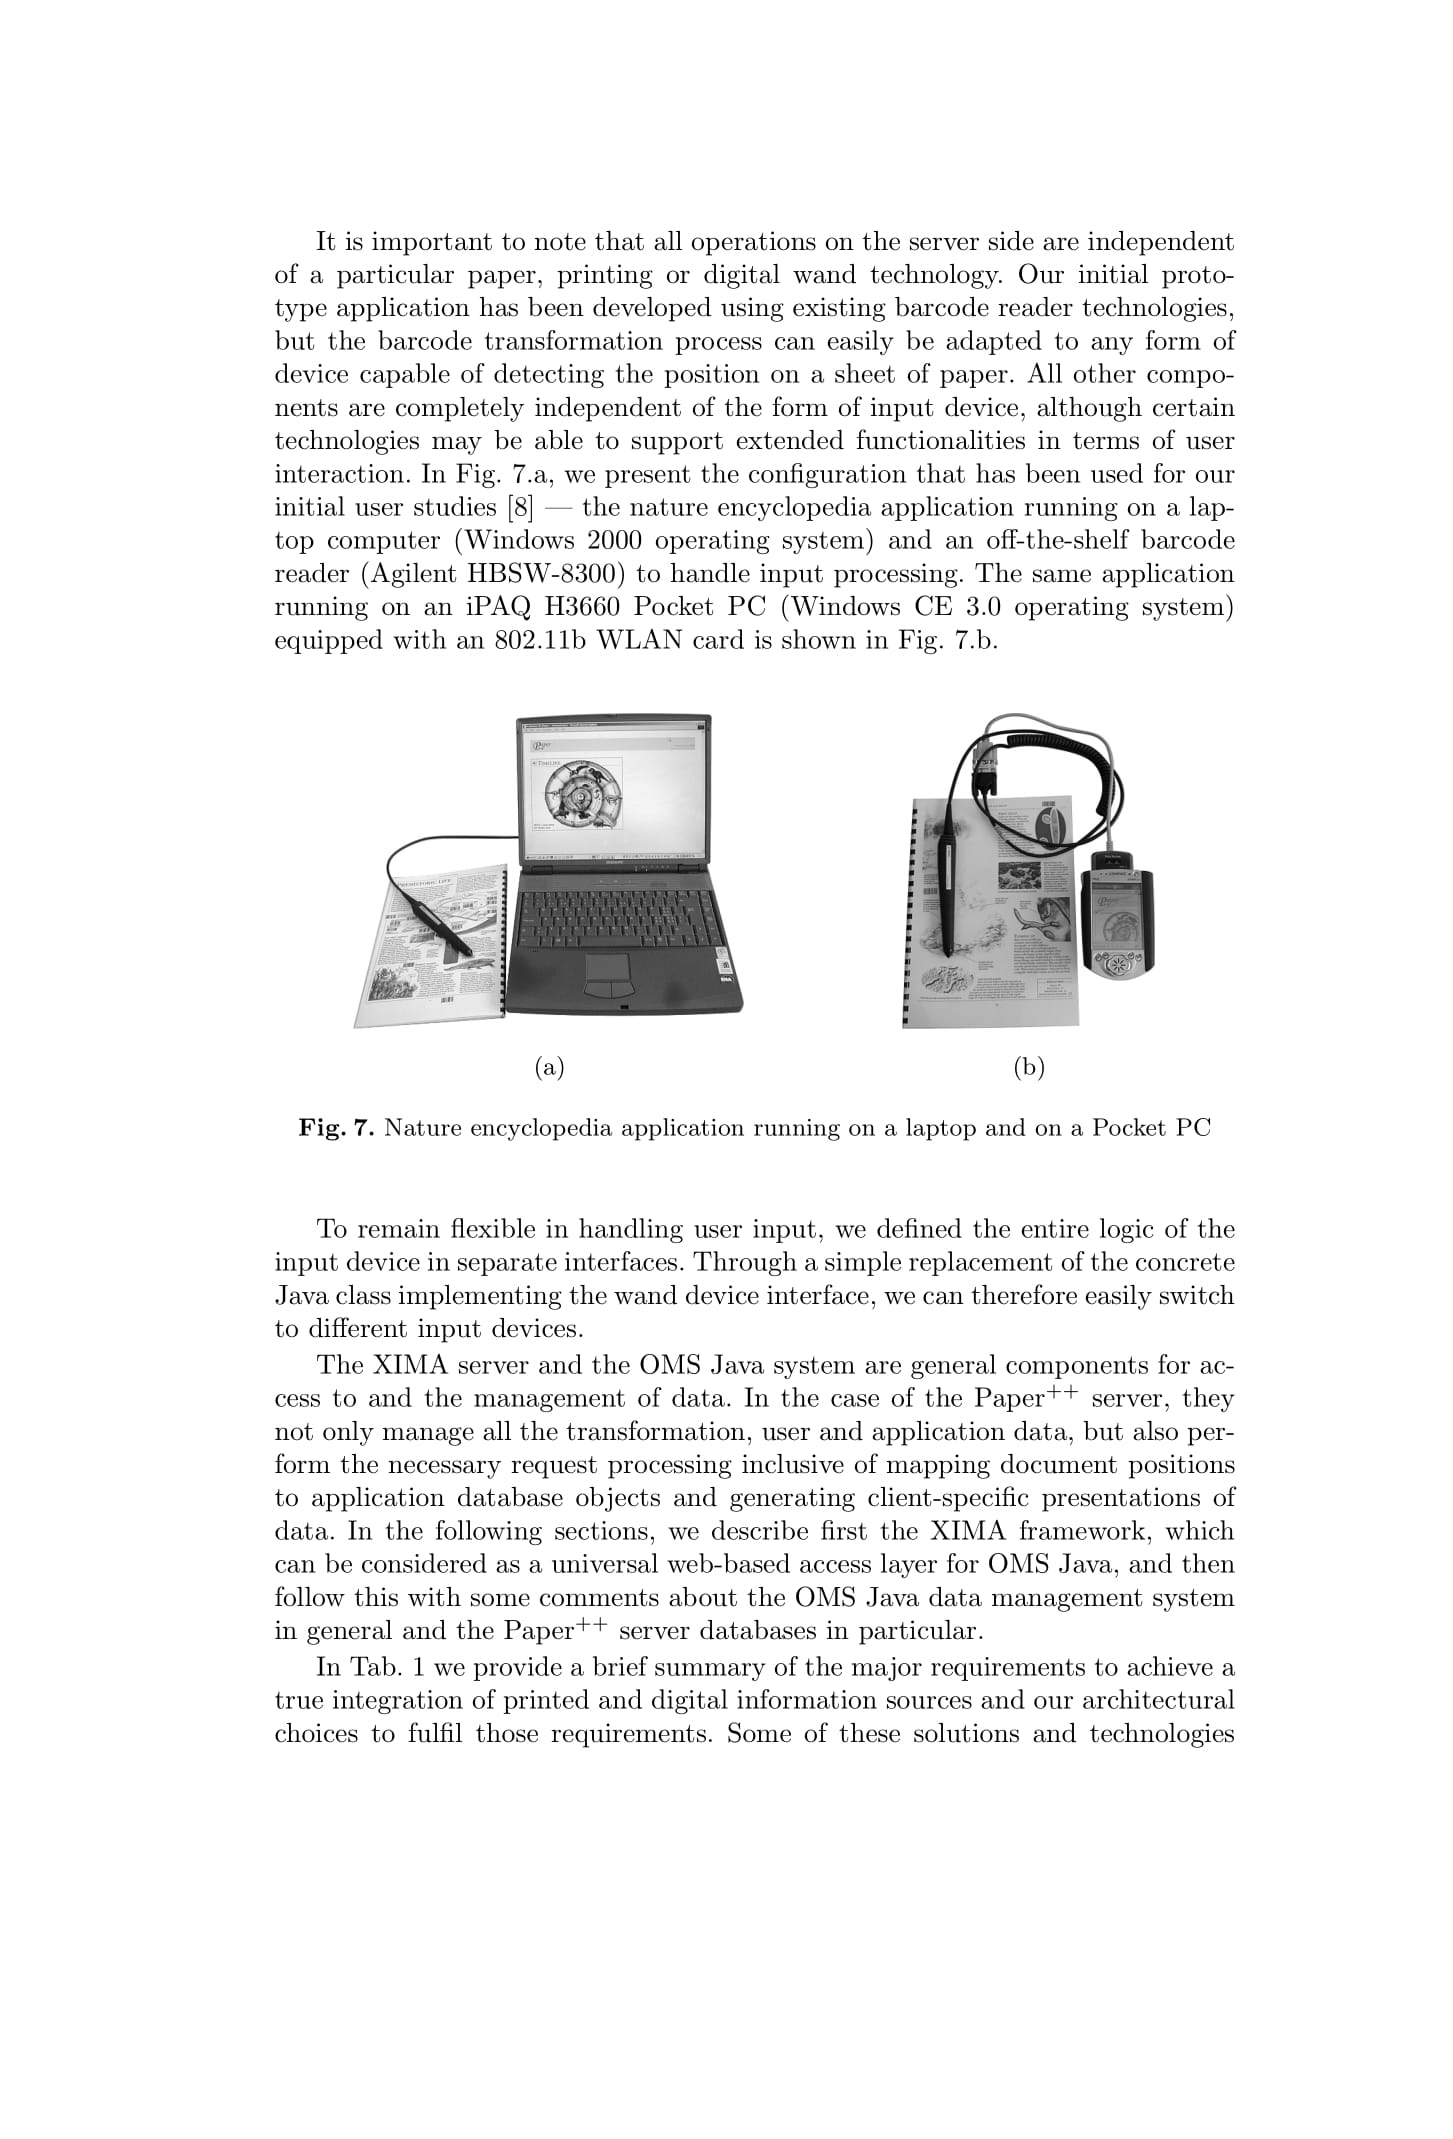 It is important to note that all operations on the server side are independent
of a particular paper, printing or digital wand technology. Our initial proto-
type application has been developed using existing barcode reader technologies,
but the barcode transformation process can easily be adapted to any form of
device capable of detecting the position on a sheet of paper. All other compo-
nents are completely independent of the form of input device, although certain
technologies may be able to support extended functionalities in terms of user
interaction. In Fig. 7.a, we present the configuration that has been used for our
initial user studies [8] — the nature encyclopedia application running on a lap-
top computer (Windows 2000 operating system) and an off-the-shelf barcode
reader (Agilent HBSW-8300) to handle input processing. The same application
running on an iPAQ H3660 Pocket PC (Windows CE 3.0 operating system)
equipped with an 802.11b WLAN card is shown in Fig. 7.b.
Paper
TIMELINE
PREHISTORIC LIFE
(a)
(b)
Fig. 7. Nature encyclopedia application running on a laptop and on a Pocket PC
To remain flexible in handling user input, we defined the entire logic of the
input device in separate interfaces. Through a simple replacement of the concrete
Java class implementing the wand device interface, we can therefore easily switch
to different input devices.
The XIMA server and the OMS Java system are general components for ac-
cess to and the management of data. In the case of the Paper++ server, they
not only manage all the transformation, user and application data, but also per-
form the necessary request processing inclusive of mapping document positions
to application database objects and generating client-specific presentations of
data. In the following sections, we describe first the XIMA framework, which
can be considered as a universal web-based access layer for OMS Java, and then
follow this with some comments about the OMS Java data management system
in general and the Paper++ server databases in particular.
In Tab. 1 we provide a brief summary of the major requirements to achieve a
true integration of printed and digital information sources and our architectural
choices to fulfil those requirements. Some of these solutions and technologies